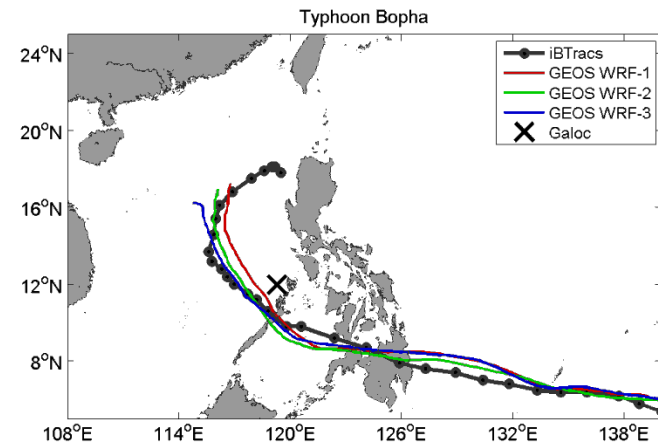 Typhoon Bopha
24°N
20°N
16°N
12°N
8°N
108°E
114°E
120°E
126°E
132°E
138°E
iBTracs
GEOS WRF-1
GEOS WRF-2
GEOS WRF-3
Galoc